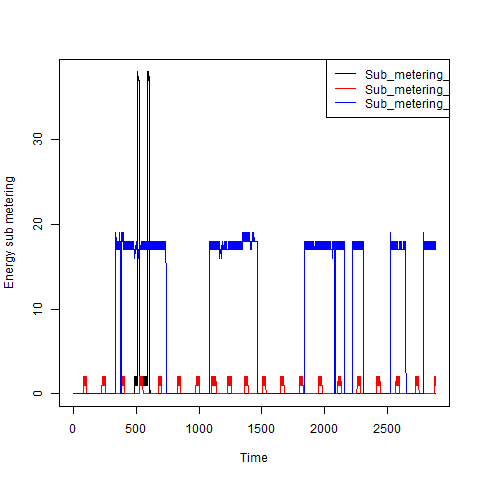 Sub_metering_
Sub_metering_
Sub_metering_
Energy sub metering
30
20
10
0
0 500 1000 1500 2000 2500
Time